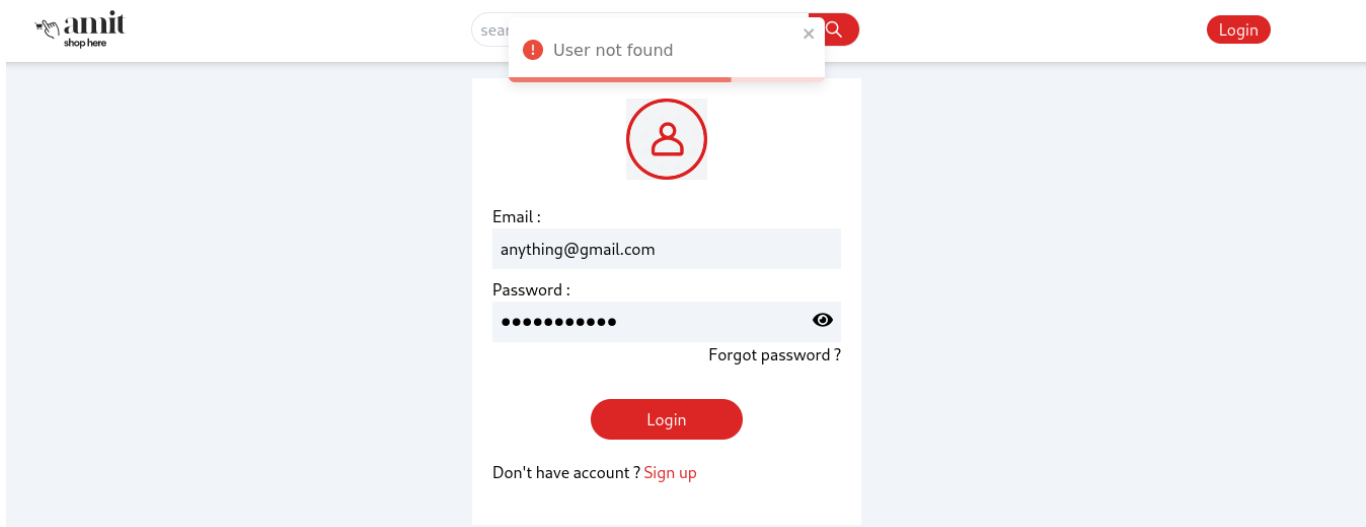 amit
shop here
sear
Login
User not found
Email :
anything@gmail.com
Password :
•••••••••••
Forgot password ?
Login
Don't have account ? Sign up